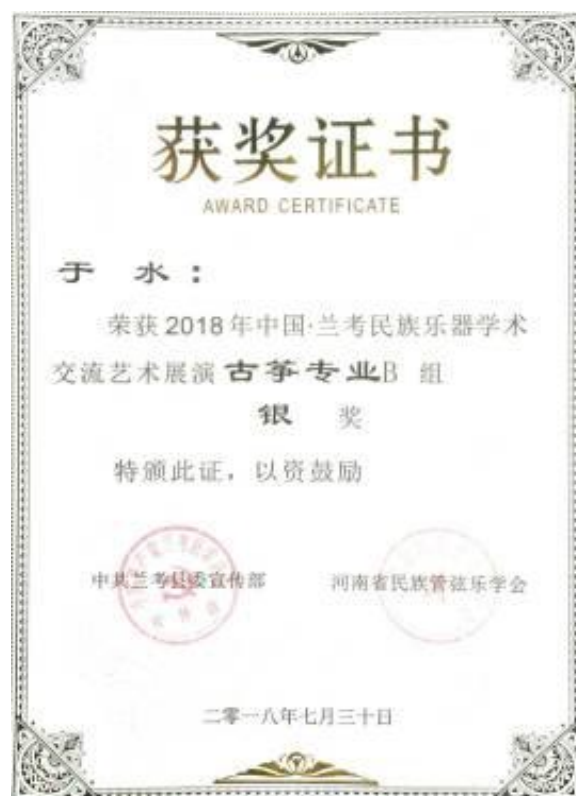 获奖证书
AWARD CERTIFICATE
于 水：
荣获2018年中国·兰考民族乐器学术
交流艺术展演古筝专业B 组
银 奖
特颁此证，以资鼓励
中共兰考县委宣传部 河南省民族管弦乐学会
二零一八年七月三十日